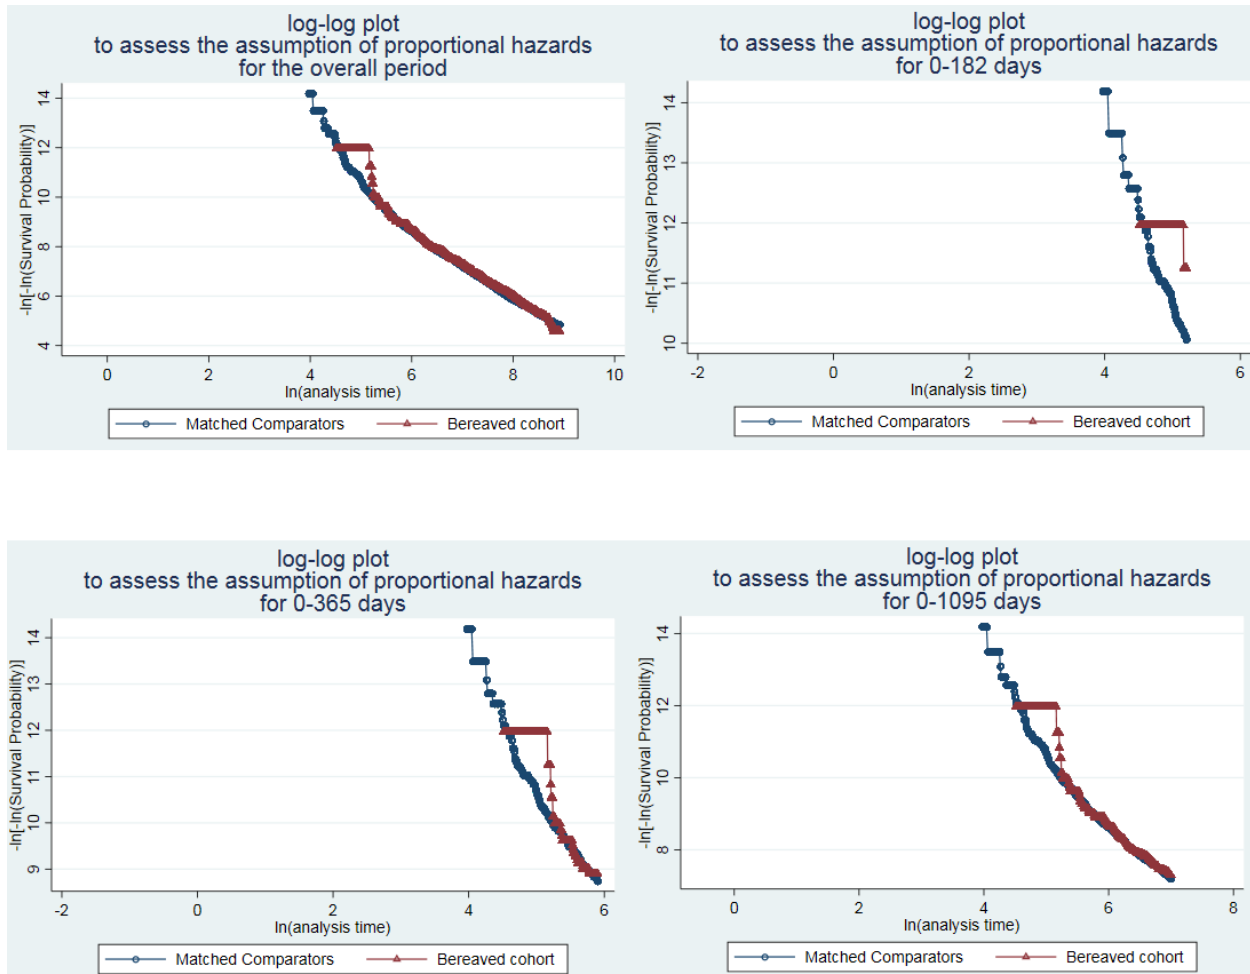 log-log plot
to assess the assumption of proportional hazards
for the overall period
-ln[-ln(Survival Probability)]
14
12
10
8
6
4
0 2 4 6 8 10
ln(analysis time)
Matched Comparators Bereaved cohort
log-log plot
to assess the assumption of proportional hazards
for 0-182 days
-ln[-ln(Survival Probability)]
14
13
12
11
10
-2 0 2 4 6
ln(analysis time)
Matched Comparators Bereaved cohort
log-log plot
to assess the assumption of proportional hazards
for 0-365 days
-ln[-ln(Survival Probability)]
14
13
12
11
10
9
-2 0 2 4 6
ln(analysis time)
Matched Comparators Bereaved cohort
log-log plot
to assess the assumption of proportional hazards
for 0-1095 days
-ln[-ln(Survival Probability)]
14
12
10
8
0 2 4 6 8
ln(analysis time)
Matched Comparators Bereaved cohort